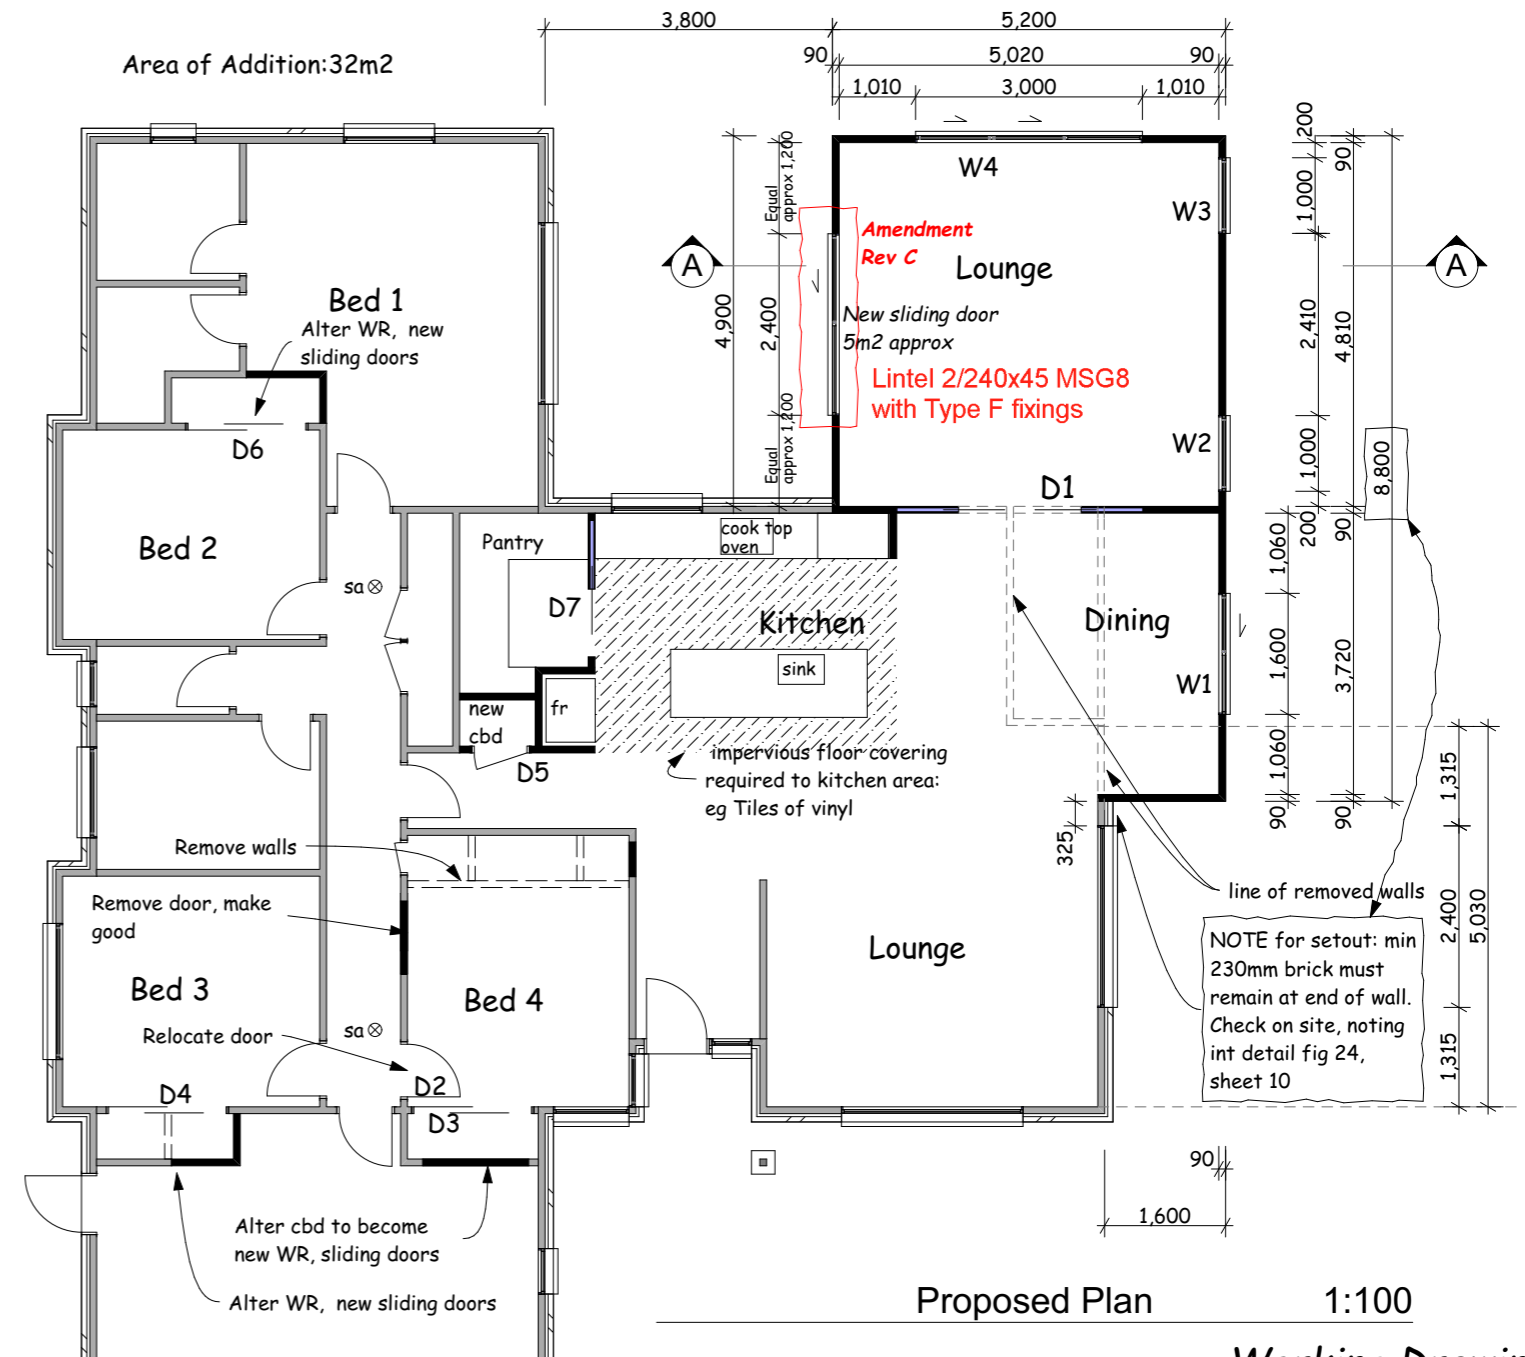 3,800
5,200
Area of Addition:32m2
90
5,020
90
1,010
3,000
1,010
200
90
Equal
approx 1,200
W4
1,000
W3
Amendment
Rev C
A
Lounge
A
Bed 1
Alter WR, new
sliding doors
4,900
2,400
New sliding door
5m2 approx
2,410
4,810
Lintel 2/240x45 MSG8
with Type F fixings
Equal
approx 1,200
D6
W2
1,000
8,800
D1
200
90
Bed 2
Pantry
cook top
oven
1,060
sa
D7
Kitchen
Dining
sink
1,600
3,720
W1
new
cbd
fr
D5
impervious floor covering
required to kitchen area:
eg Tiles of vinyl
1,060
1,315
90
90
325
Remove walls
line of removed walls
Remove door, make
good
2,400
5,030
Lounge
NOTE for setout: min
230mm brick must
remain at end of wall.
Check on site, noting
int detail fig 24,
sheet 10
Bed 3
Bed 4
sa
Relocate door
1,315
D4
D2
D3
90
1,600
Alter cbd to become
new WR, sliding doors
Alter WR, new sliding doors
Proposed Plan 1:100